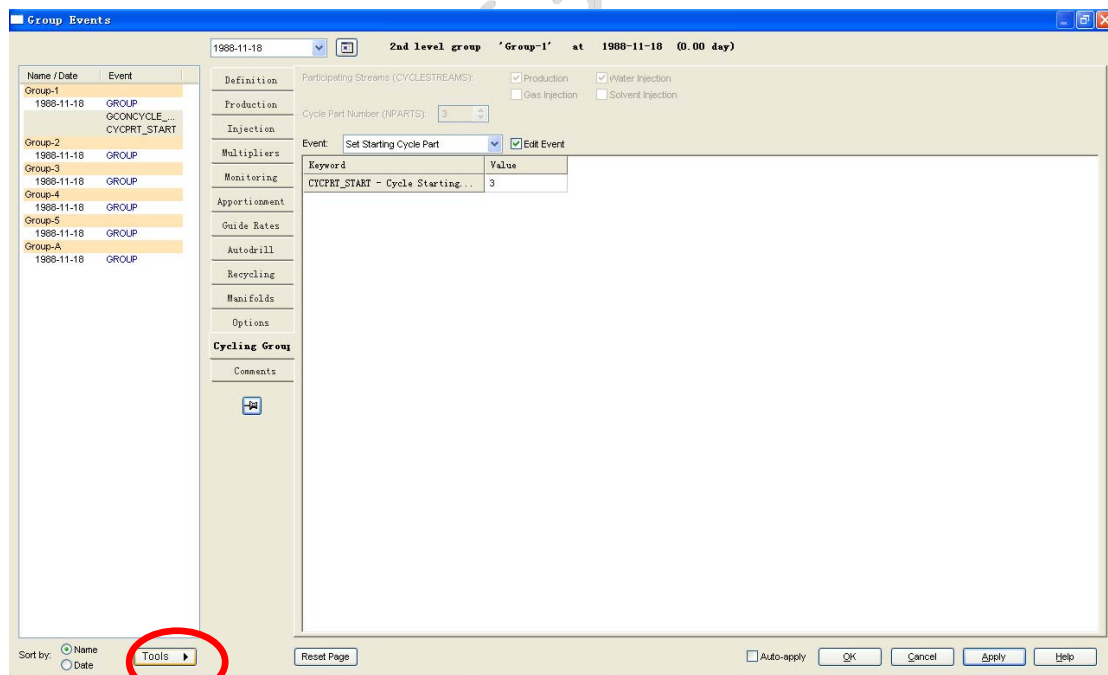 Group Events
1988-11-18 2nd level group 'Group-1' at 1988-11-18 (0.00 day)
Name / Date Event
Group-1
1988-11-18 GROUP
GCONCYCLE_...
CYCPRT_START
Group-2
1988-11-18 GROUP
Group-3
1988-11-18 GROUP
Group-4
1988-11-18 GROUP
Group-5
1988-11-18 GROUP
Group-A
1988-11-18 GROUP
Definition
Production
Injection
Multipliers
Monitoring
Apportionment
Guide Rates
Autodrill
Recycling
Manifolds
Options
Cycling Group
Comments
Participating Streams (CYCLESTREAMS): Production Water Injection
Gas Injection Solvent Injection
Cycle Part Number (NPARTS): 3
Event: Set Starting Cycle Part Edit Event
Keyword Value
CYCPRT_START - Cycle Starting... 3
Sort by: Name
Date
Tools
Reset Page
Auto-apply OK Cancel Apply Help